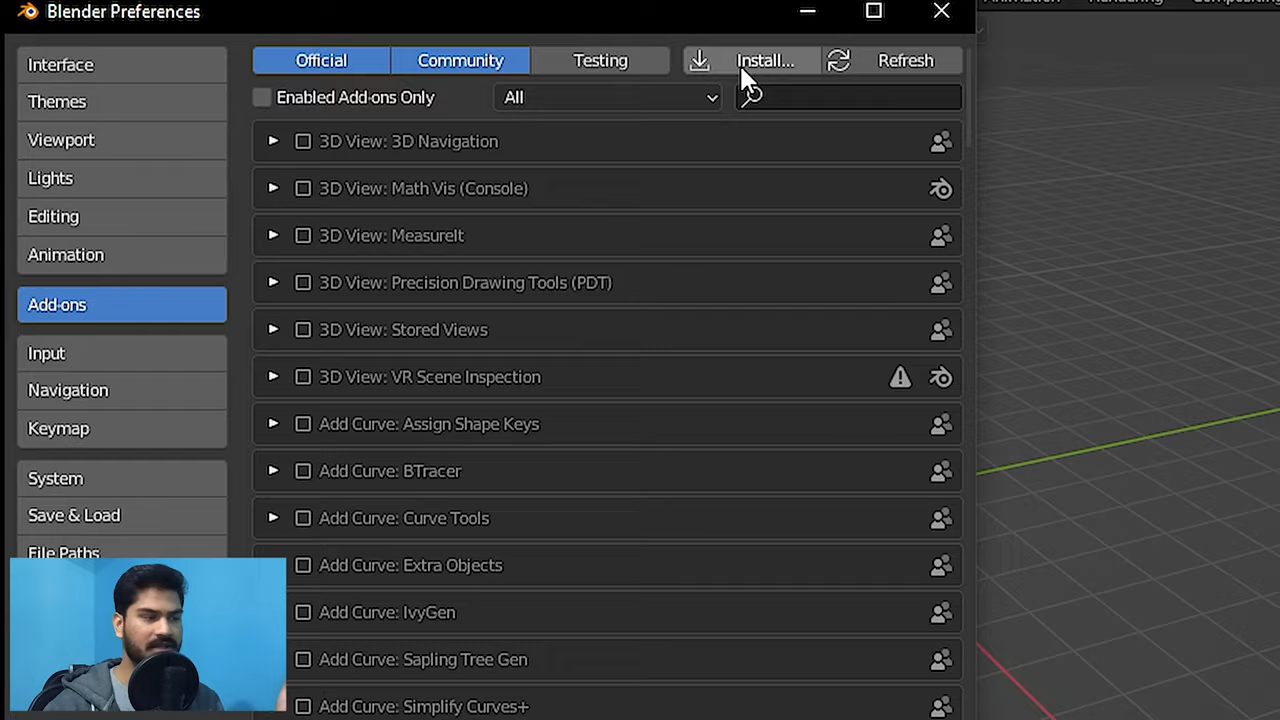 Blender Preferences
Animation Rendering Compositing
Interface
Themes
Viewport
Lights
Editing
Animation
Add-ons
Input
Navigation
Keymap
System
Save & Load
File Paths
Official Community Testing Install... Refresh
Enabled Add-ons Only All
3D View: 3D Navigation
3D View: Math Vis (Console)
3D View: MeasureIt
3D View: Precision Drawing Tools (PDT)
3D View: Stored Views
3D View: VR Scene Inspection
Add Curve: Assign Shape Keys
Add Curve: BTracer
Add Curve: Curve Tools
Add Curve: Extra Objects
Add Curve: IvyGen
Add Curve: Sapling Tree Gen
Add Curve: Simplify Curves+